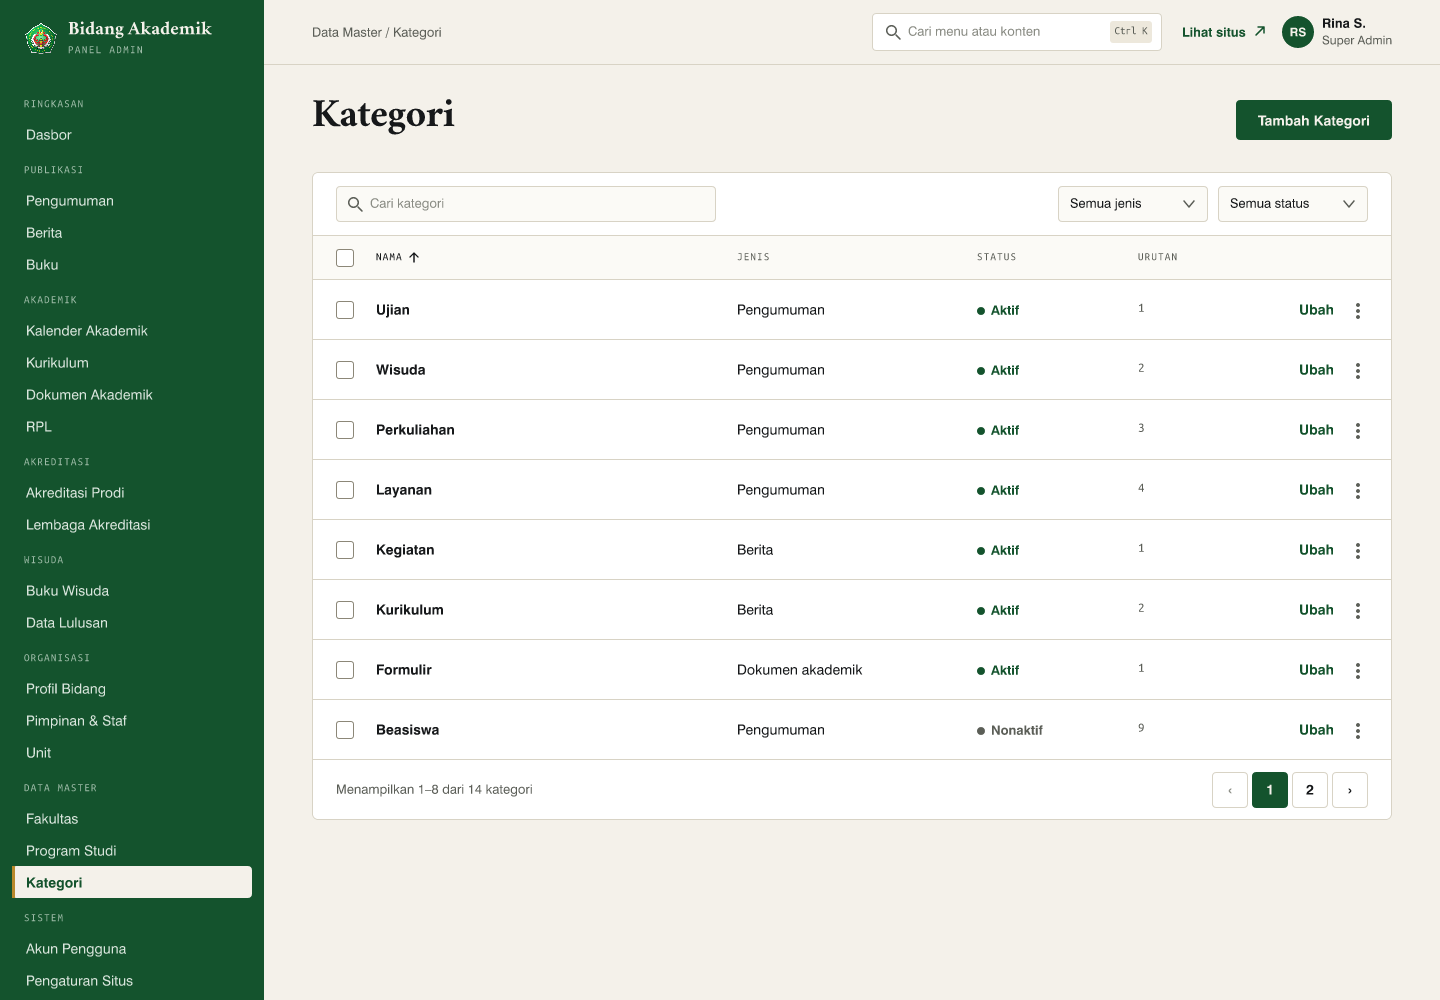 Bidang Akademik
PANEL ADMIN
RINGKASAN
Dasbor
PUBLIKASI
Pengumuman
Berita
Buku
AKADEMIK
Kalender Akademik
Kurikulum
Dokumen Akademik
RPL
AKREDITASI
Akreditasi Prodi
Lembaga Akreditasi
WISUDA
Buku Wisuda
Data Lulusan
ORGANISASI
Profil Bidang
Pimpinan & Staf
Unit
DATA MASTER
Fakultas
Program Studi
Kategori
SISTEM
Akun Pengguna
Pengaturan Situs
Data Master / Kategori
Cari menu atau konten Ctrl K
Lihat situs
RS
Rina S.
Super Admin
Kategori
Tambah Kategori
Cari kategori
Semua jenis
Semua status
NAMA JENIS STATUS URUTAN
Ujian Pengumuman Aktif 1 Ubah
Wisuda Pengumuman Aktif 2 Ubah
Perkuliahan Pengumuman Aktif 3 Ubah
Layanan Pengumuman Aktif 4 Ubah
Kegiatan Berita Aktif 1 Ubah
Kurikulum Berita Aktif 2 Ubah
Formulir Dokumen akademik Aktif 1 Ubah
Beasiswa Pengumuman Nonaktif 9 Ubah
Menampilkan 1–8 dari 14 kategori
‹ 1 2 ›